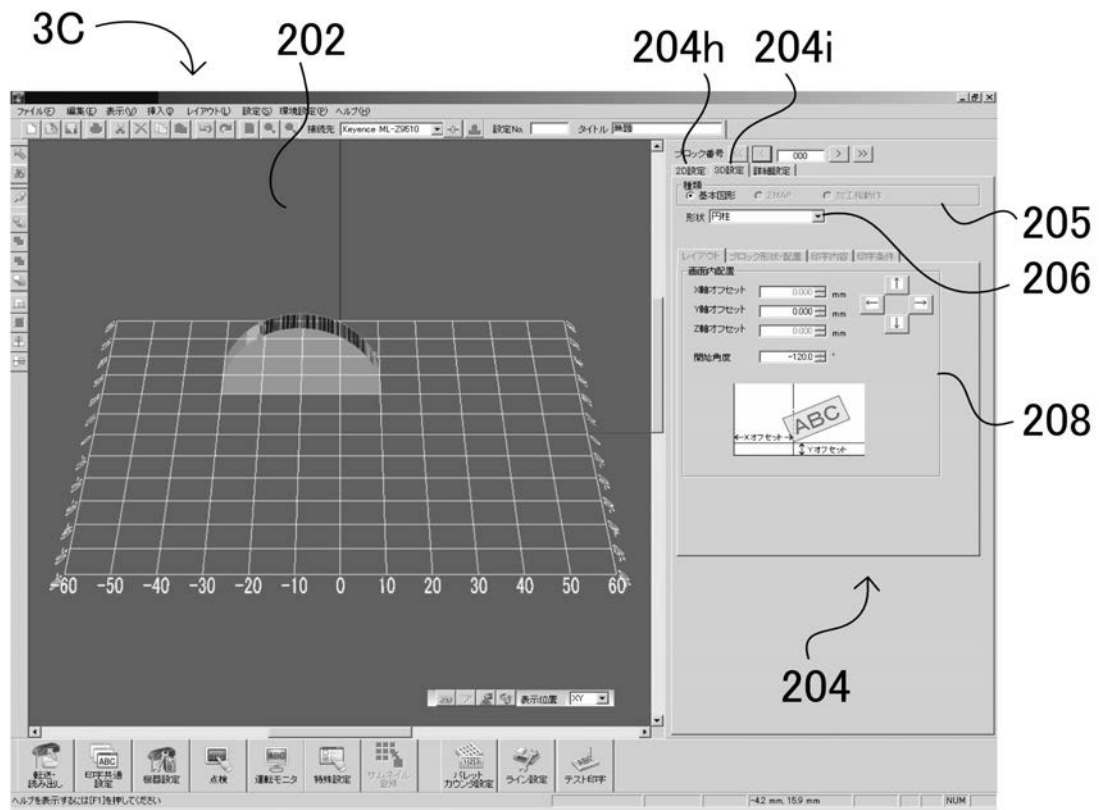 3C
202
204h 204i
ファイル(F) 編集(E) 表示(V) 挿入(I) レイアウト(L) 設定(S) 環境設定(P) ヘルプ(H)
接続先 Keyence ML-Z9510 設定No. タイトル 無題
ブロック番号 << < 000 > >>
2D設定 3D設定 詳細設定
種類
基本図形 ZMAP 加工機動作
205
形状 円柱
206
レイアウト ブロック形状・配置 印字内容 印字条件
画面内配置
X軸オフセット 0.000 mm
Y軸オフセット 0.000 mm
Z軸オフセット 0.000 mm
開始角度 -120.0 °
↑
← →
↓
208
ABC
←Xオフセット→
Yオフセット
-60 -50 -40 -30 -20 -10 0 10 20 30 40 50 60
204
2D 表示位置 XY
転送・読み出し
ABC
印字共通設定
機器設定
点検
運転モニタ
特殊設定
サムネイル登録
パレットカウンタ設定
ライン設定
テスト印字
ヘルプを表示するには[F1]を押してください
-4.2 mm, 15.9 mm
NUM